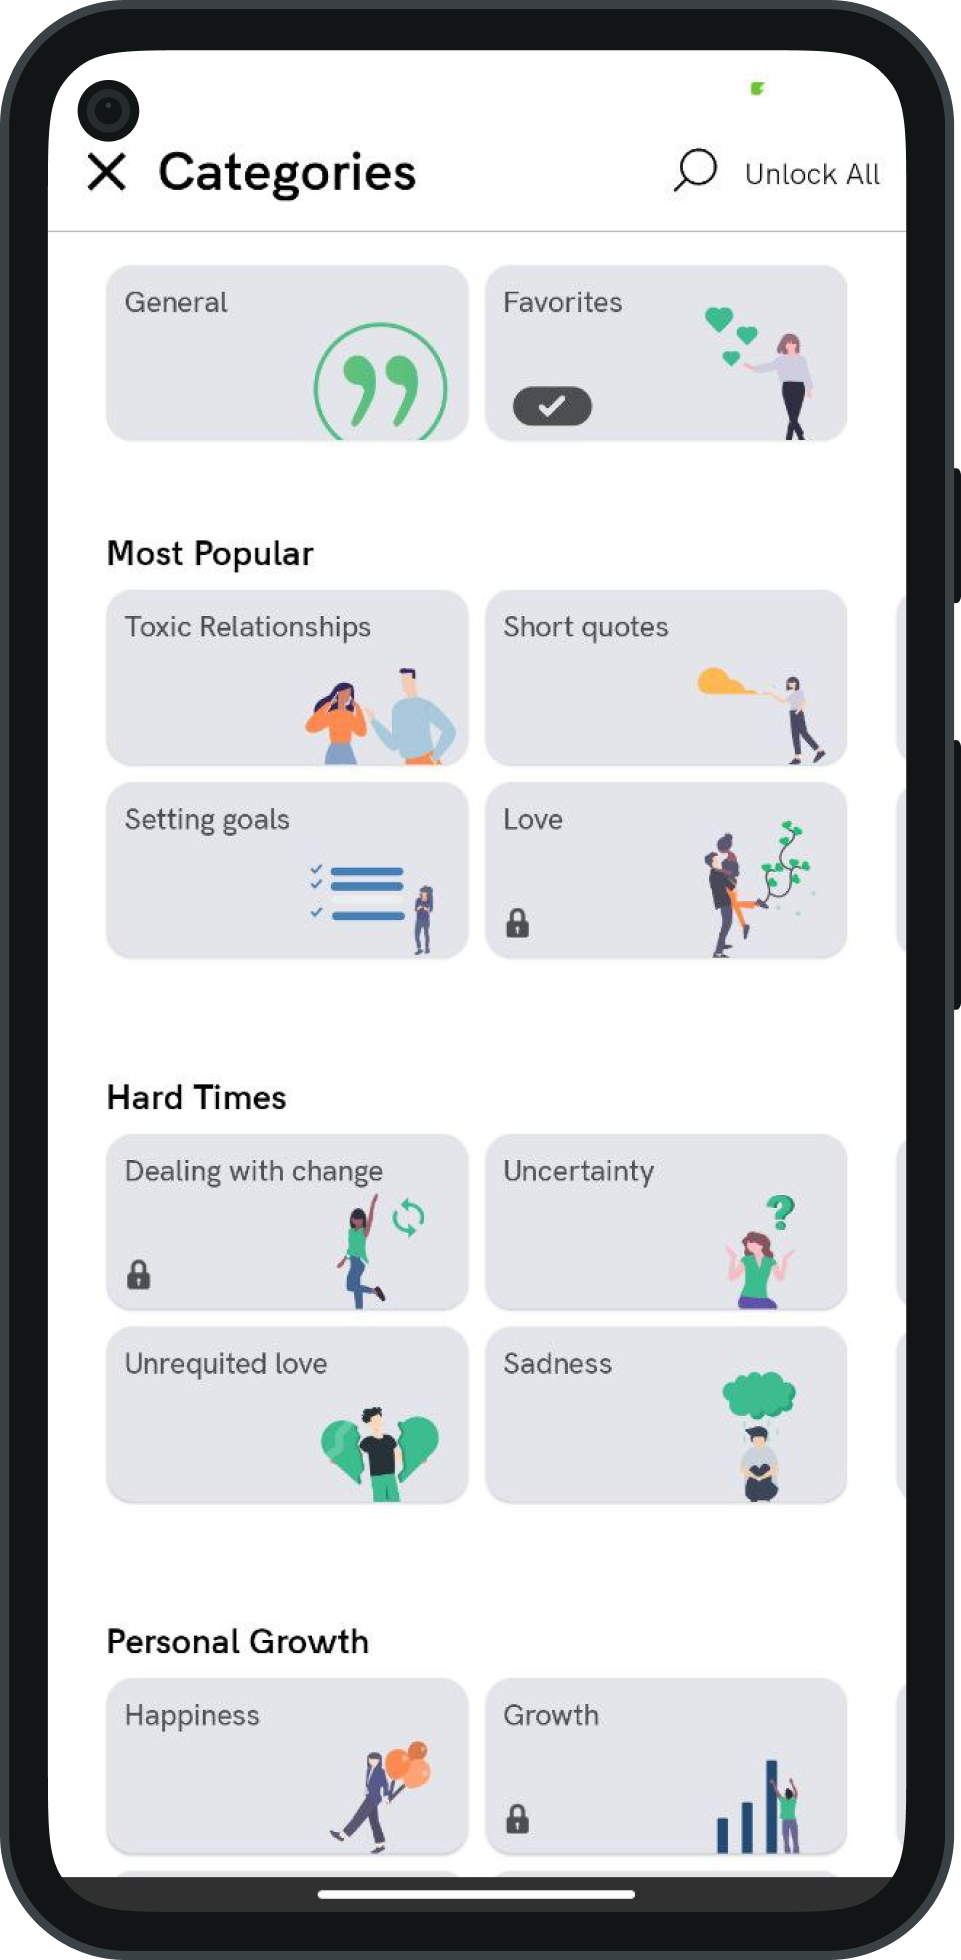 Categories
Unlock All
General
Favorites
Most Popular
Toxic Relationships
Short quotes
Setting goals
Love
Hard Times
Dealing with change
Uncertainty
?
Unrequited love
Sadness
Personal Growth
Happiness
Growth